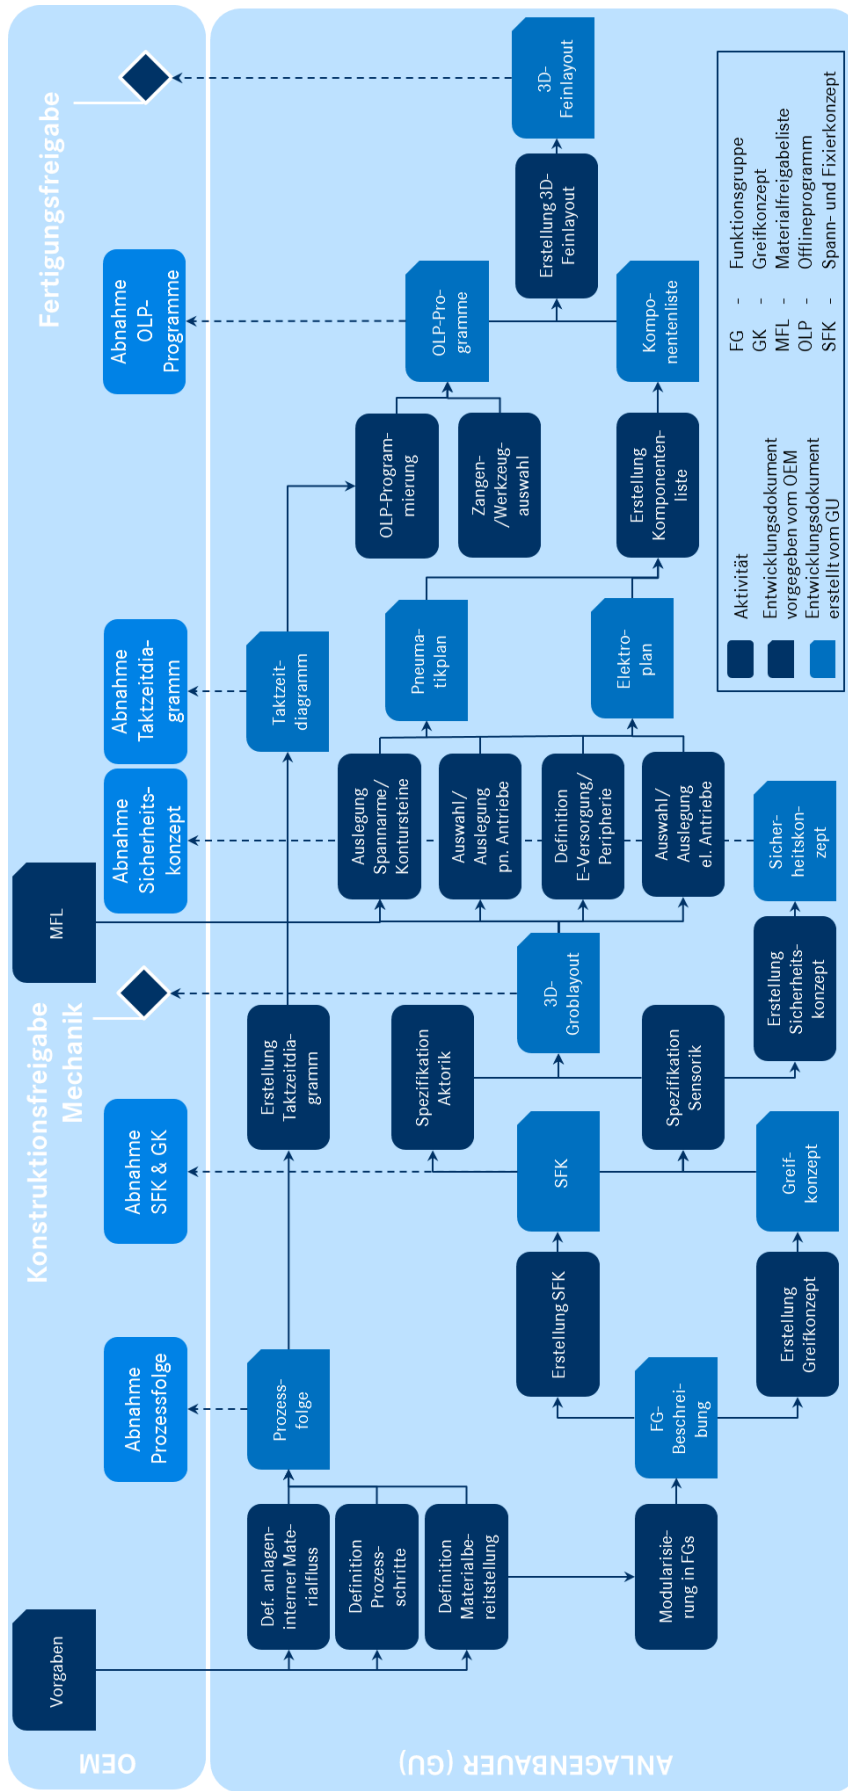 OEM
Vorgaben
Konstruktionsfreigabe
Mechanik
MFL
Fertigungsfreigabe
Abnahme
Prozessfolge
Abnahme
SFK & GK
Abnahme
Sicherheits-
konzept
Abnahme
Taktzeitdia-
gramm
Abnahme
OLP-
Programme
ANLAGENBAUER (GU)
Def. anlagen-
interner Mate-
rialfluss
Definition
Prozess-
schritte
Definition
Materialbe-
reitstellung
Modularisie-
rung in FGs
Prozess-
folge
FG-
Beschrei-
bung
Erstellung SFK
Erstellung
Greifkonzept
SFK
Greif-
konzept
Erstellung
Taktzeitdia-
gramm
Spezifikation
Aktorik
Spezifikation
Sensorik
Erstellung
Sicherheits-
konzept
3D-
Groblayout
Auslegung
Spannarme/
Kontursteine
Auswahl/
Auslegung
pn. Antriebe
Definition
E-Versorgung/
Peripherie
Auswahl/
Auslegung
el. Antriebe
Sicher-
heitskon-
zept
Taktzeit-
diagramm
Pneuma-
tikplan
Elektro-
plan
OLP-Program-
mierung
Zangen-
/Werkzeug-
auswahl
Erstellung
Komponenten-
liste
OLP-Pro-
gramme
Kompo-
nentenliste
Erstellung 3D-
Feinlayout
3D-
Feinlayout
Aktivität
Entwicklungsdokument
vorgegeben vom OEM
Entwicklungsdokument
erstellt vom GU
FG - Funktionsgruppe
GK - Greifkonzept
MFL - Materialfreigabeliste
OLP - Offlineprogramm
SFK - Spann- und Fixierkonzept